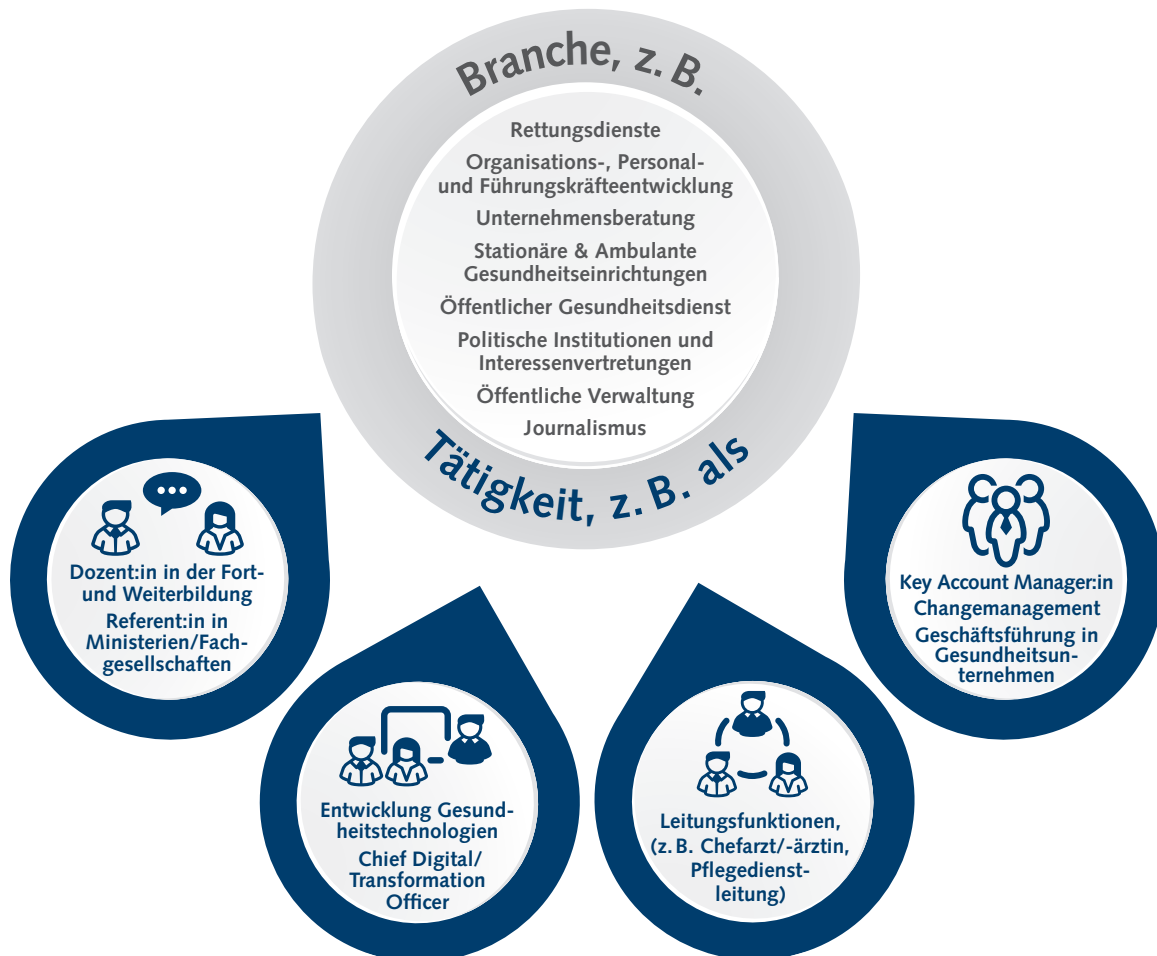 Branche, z. B.
Rettungsdienste
Organisations-, Personal-
und Führungskräfteentwicklung
Unternehmensberatung
Stationäre & Ambulante
Gesundheitseinrichtungen
Öffentlicher Gesundheitsdienst
Politische Institutionen und
Interessenvertretungen
Öffentliche Verwaltung
Journalismus
Tätigkeit, z. B. als
Dozent:in in der Fort-
und Weiterbildung
Referent:in in
Ministerien/Fach-
gesellschaften
Entwicklung Gesund-
heitstechnologien
Chief Digital/
Transformation
Officer
Leitungsfunktionen,
(z. B. Chefarzt/-ärztin,
Pflegedienst-
leitung)
Key Account Manager:in
Changemanagement
Geschäftsführung in
Gesundheitsun-
ternehmen